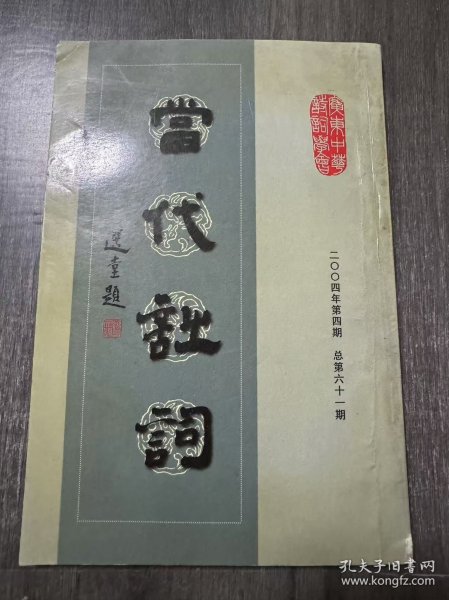 廣東中華
詩詞學會
二〇〇四年第四期 总第六十一期
當代詩詞
選堂題
孔夫子旧书网
www.kongfz.com